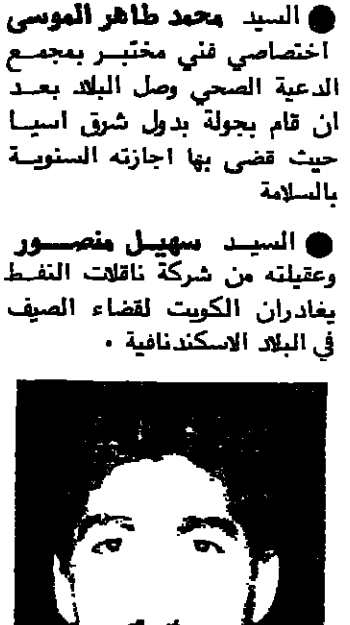 ● السيد محمد طاهر الموسى
اختصاصي فني مختبر بمجمع
الدعية الصحي وصل البلاد بعد
ان قام بجولة بدول شرق اسيا
حيث قضى بها اجازته السنوية
بالسلامة
● السيد سهيل منصور
وعقيلته من شركة ناقلات النفط
يغادران الكويت لقضاء الصيف
في البلاد الاسكندنافية .